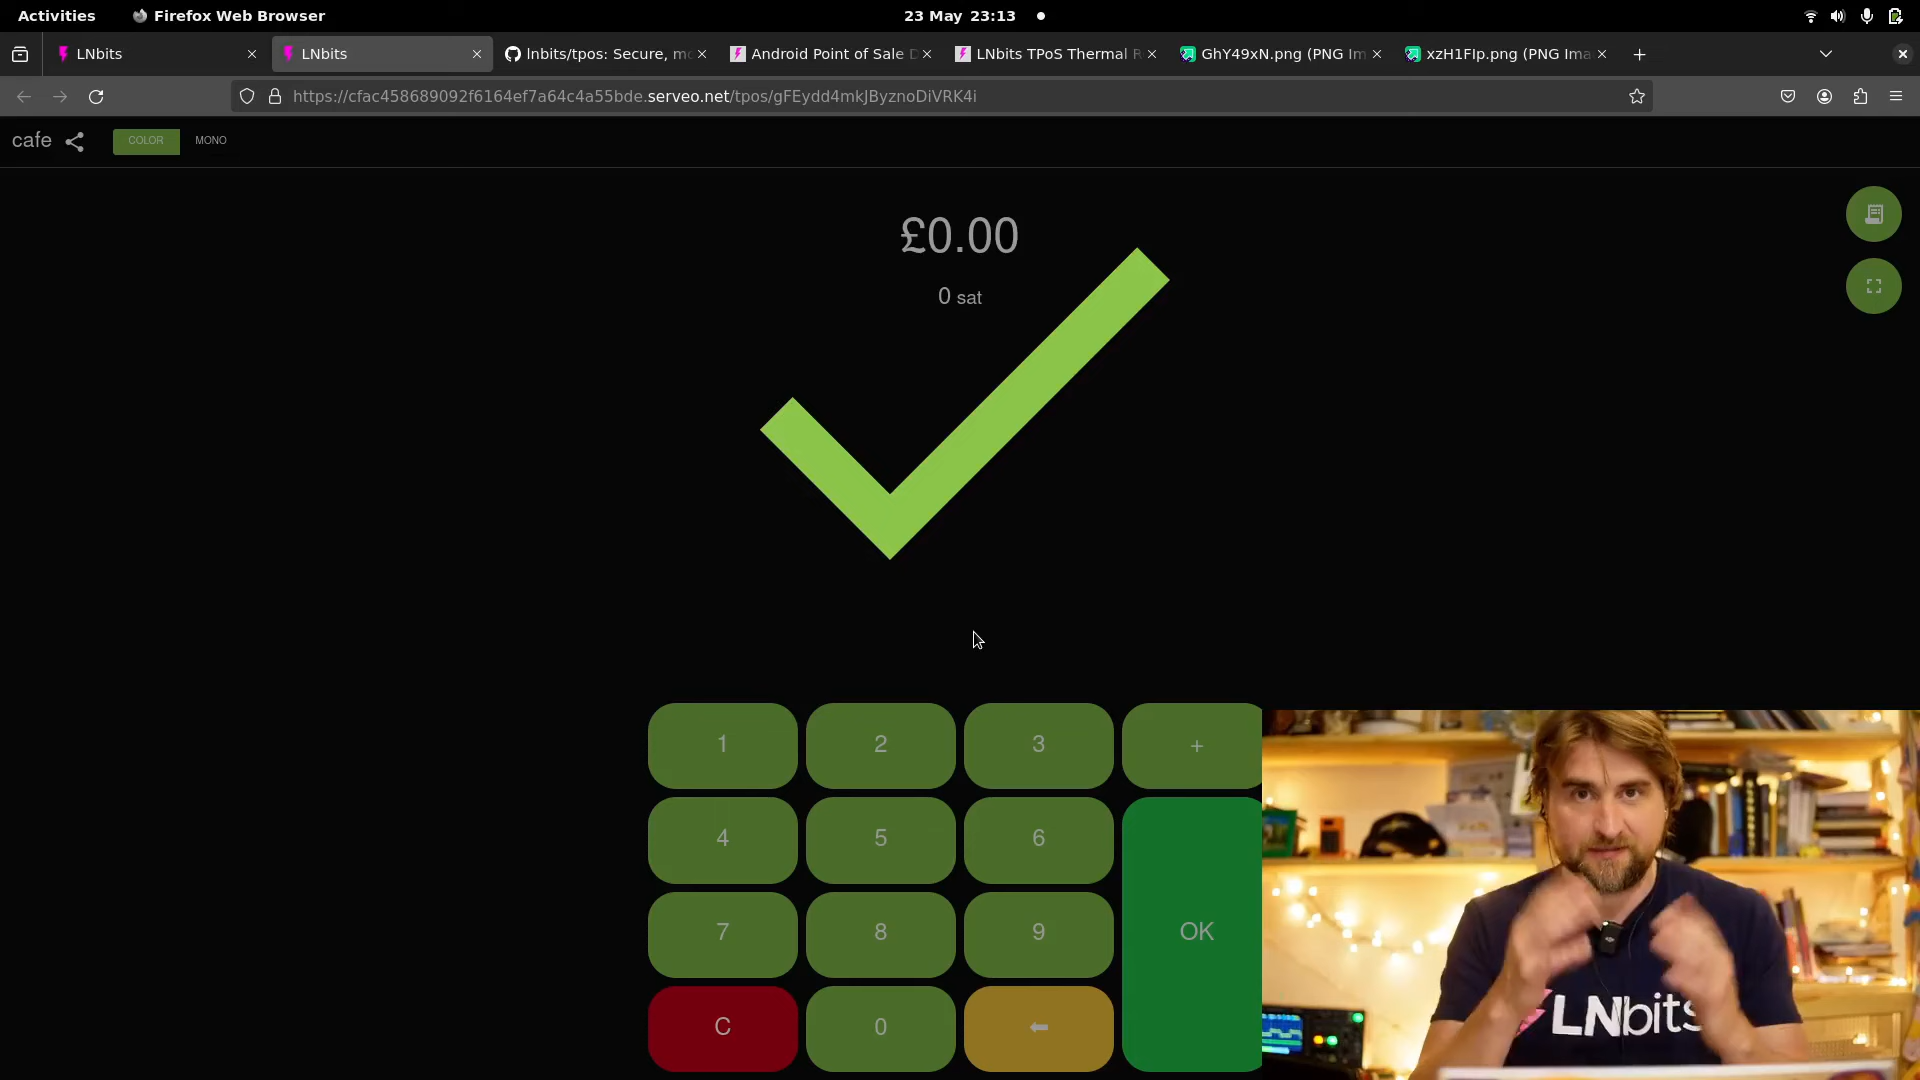 Activities Firefox Web Browser 23 May 23:13
LNbits LNbits lnbits/tpos: Secure, mo Android Point of Sale D LNbits TPoS Thermal R GhY49xN.png (PNG Im xzH1FIp.png (PNG Ima
https://cfac458689092f6164ef7a64c4a55bde.serveo.net/tpos/gFEydd4mkJByznoDiVRK4i
cafe COLOR MONO
£0.00
0 sat
1 2 3 +
4 5 6
7 8 9 OK
C 0
LNbits